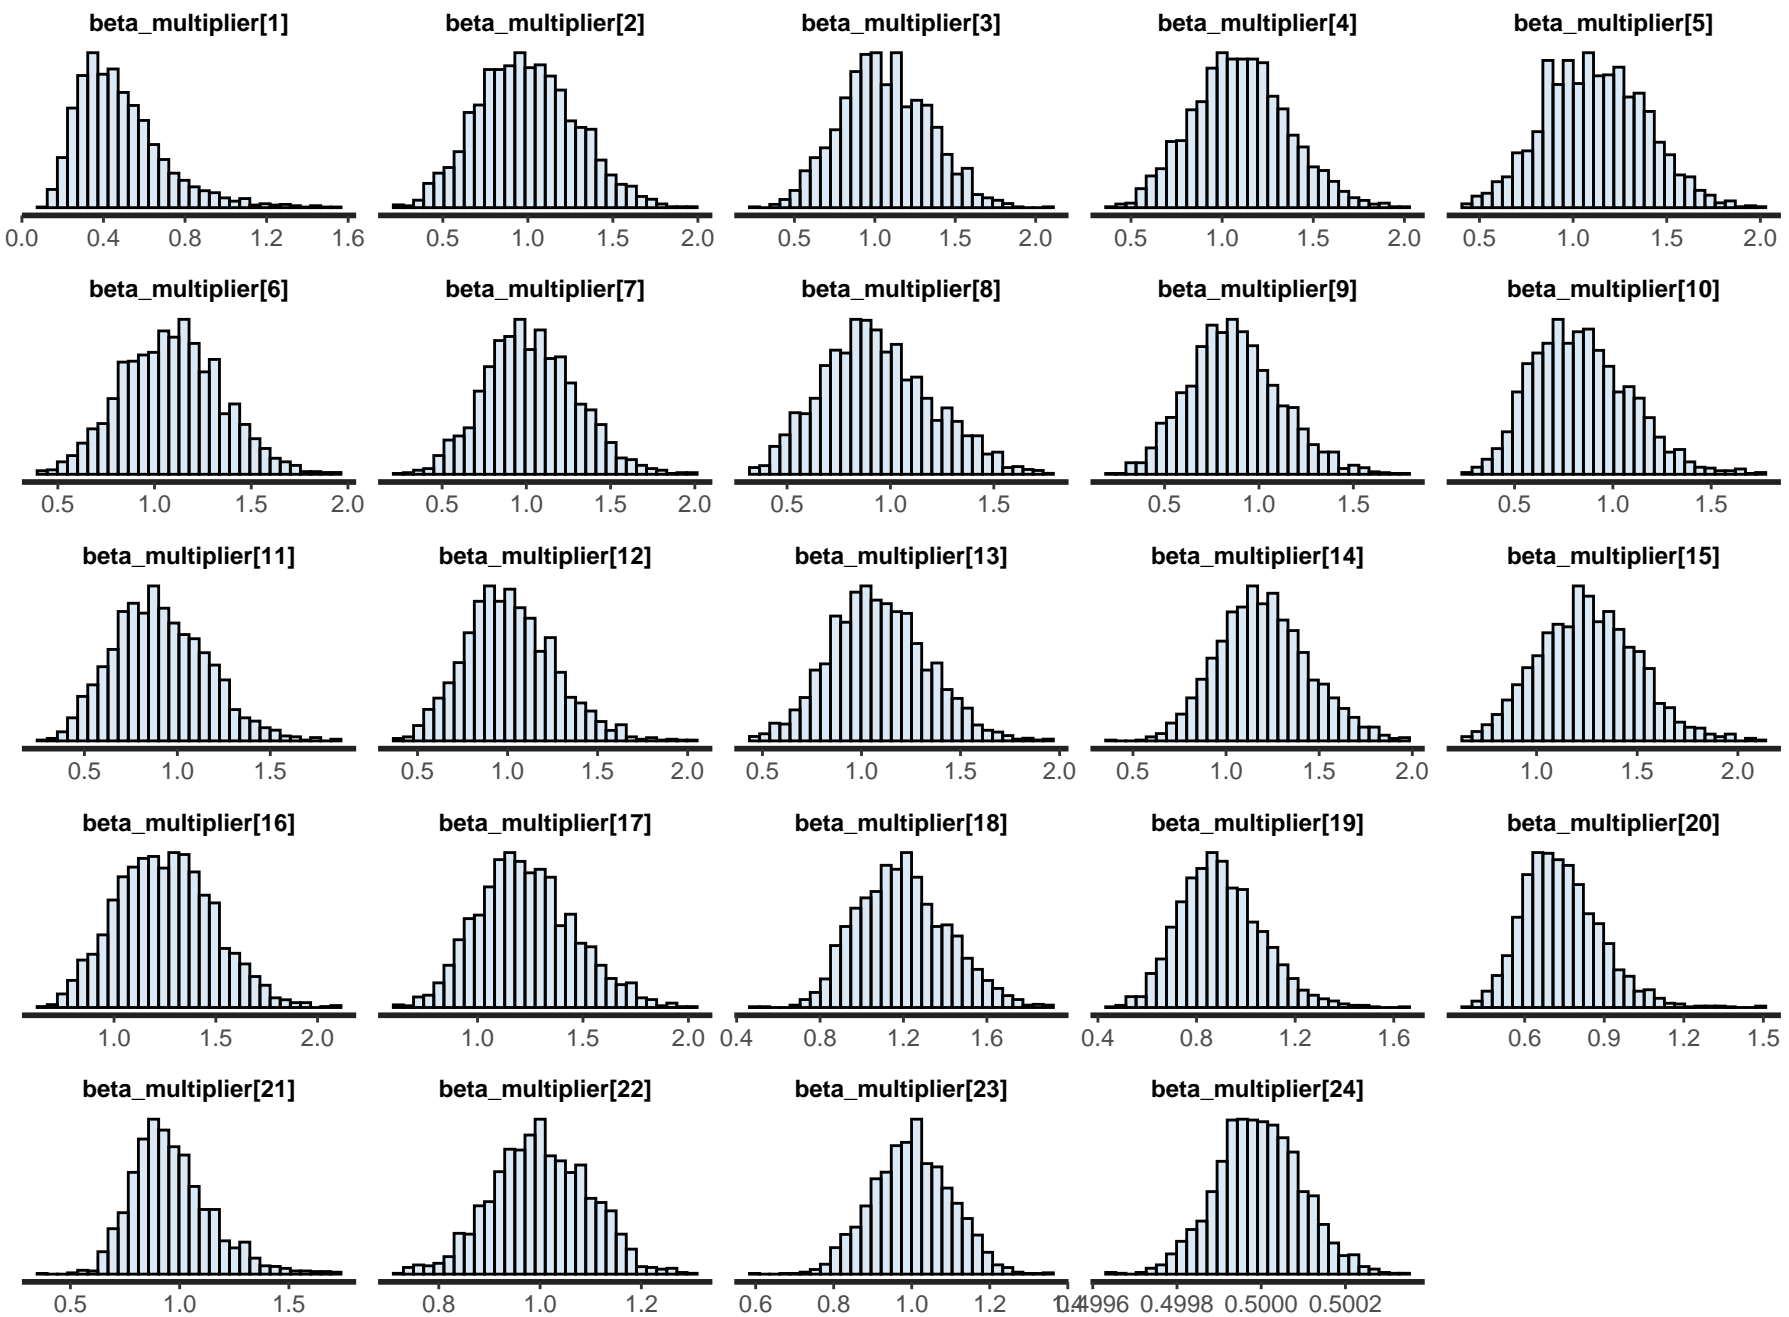 beta_multiplier[1] beta_multiplier[2] beta_multiplier[3] beta_multiplier[4] beta_multiplier[5]
0.0 0.4 0.8 1.2 1.6 0.5 1.0 1.5 2.0 0.5 1.0 1.5 2.0 0.5 1.0 1.5 2.0 0.5 1.0 1.5 2.0
beta_multiplier[6] beta_multiplier[7] beta_multiplier[8] beta_multiplier[9] beta_multiplier[10]
0.5 1.0 1.5 2.0 0.5 1.0 1.5 2.0 0.5 1.0 1.5 0.5 1.0 1.5 0.5 1.0 1.5
beta_multiplier[11] beta_multiplier[12] beta_multiplier[13] beta_multiplier[14] beta_multiplier[15]
0.5 1.0 1.5 0.5 1.0 1.5 2.0 0.5 1.0 1.5 2.0 0.5 1.0 1.5 2.0 1.0 1.5 2.0
beta_multiplier[16] beta_multiplier[17] beta_multiplier[18] beta_multiplier[19] beta_multiplier[20]
1.0 1.5 2.0 1.0 1.5 2.0 0.4 0.8 1.2 1.6 0.4 0.8 1.2 1.6 0.6 0.9 1.2 1.5
beta_multiplier[21] beta_multiplier[22] beta_multiplier[23] beta_multiplier[24]
0.5 1.0 1.5 0.8 1.0 1.2 0.6 0.8 1.0 1.2 1.4 0.4996 0.4998 0.5000 0.5002